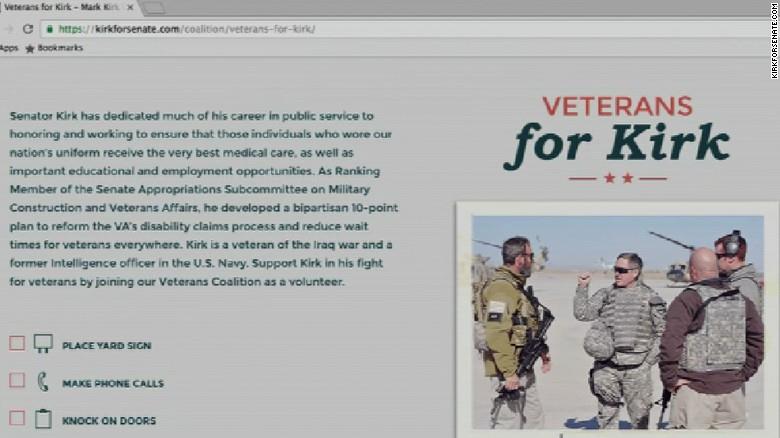 Veterans for Kirk – Mark Kirk
https://kirkforsenate.com/coalition/veterans-for-kirk/
Apps Bookmarks
Senator Kirk has dedicated much of his career in public service to
honoring and working to ensure that those individuals who wore our
nation's uniform receive the very best medical care, as well as
important educational and employment opportunities. As Ranking
Member of the Senate Appropriations Subcommittee on Military
Construction and Veterans Affairs, he developed a bipartisan 10-point
plan to reform the VA's disability claims process and reduce wait
times for veterans everywhere. Kirk is a veteran of the Iraq war and a
former Intelligence officer in the U.S. Navy. Support Kirk in his fight
for veterans by joining our Veterans Coalition as a volunteer.
PLACE YARD SIGN
MAKE PHONE CALLS
KNOCK ON DOORS
VETERANS
for Kirk
KIRKFORSENATE.COM